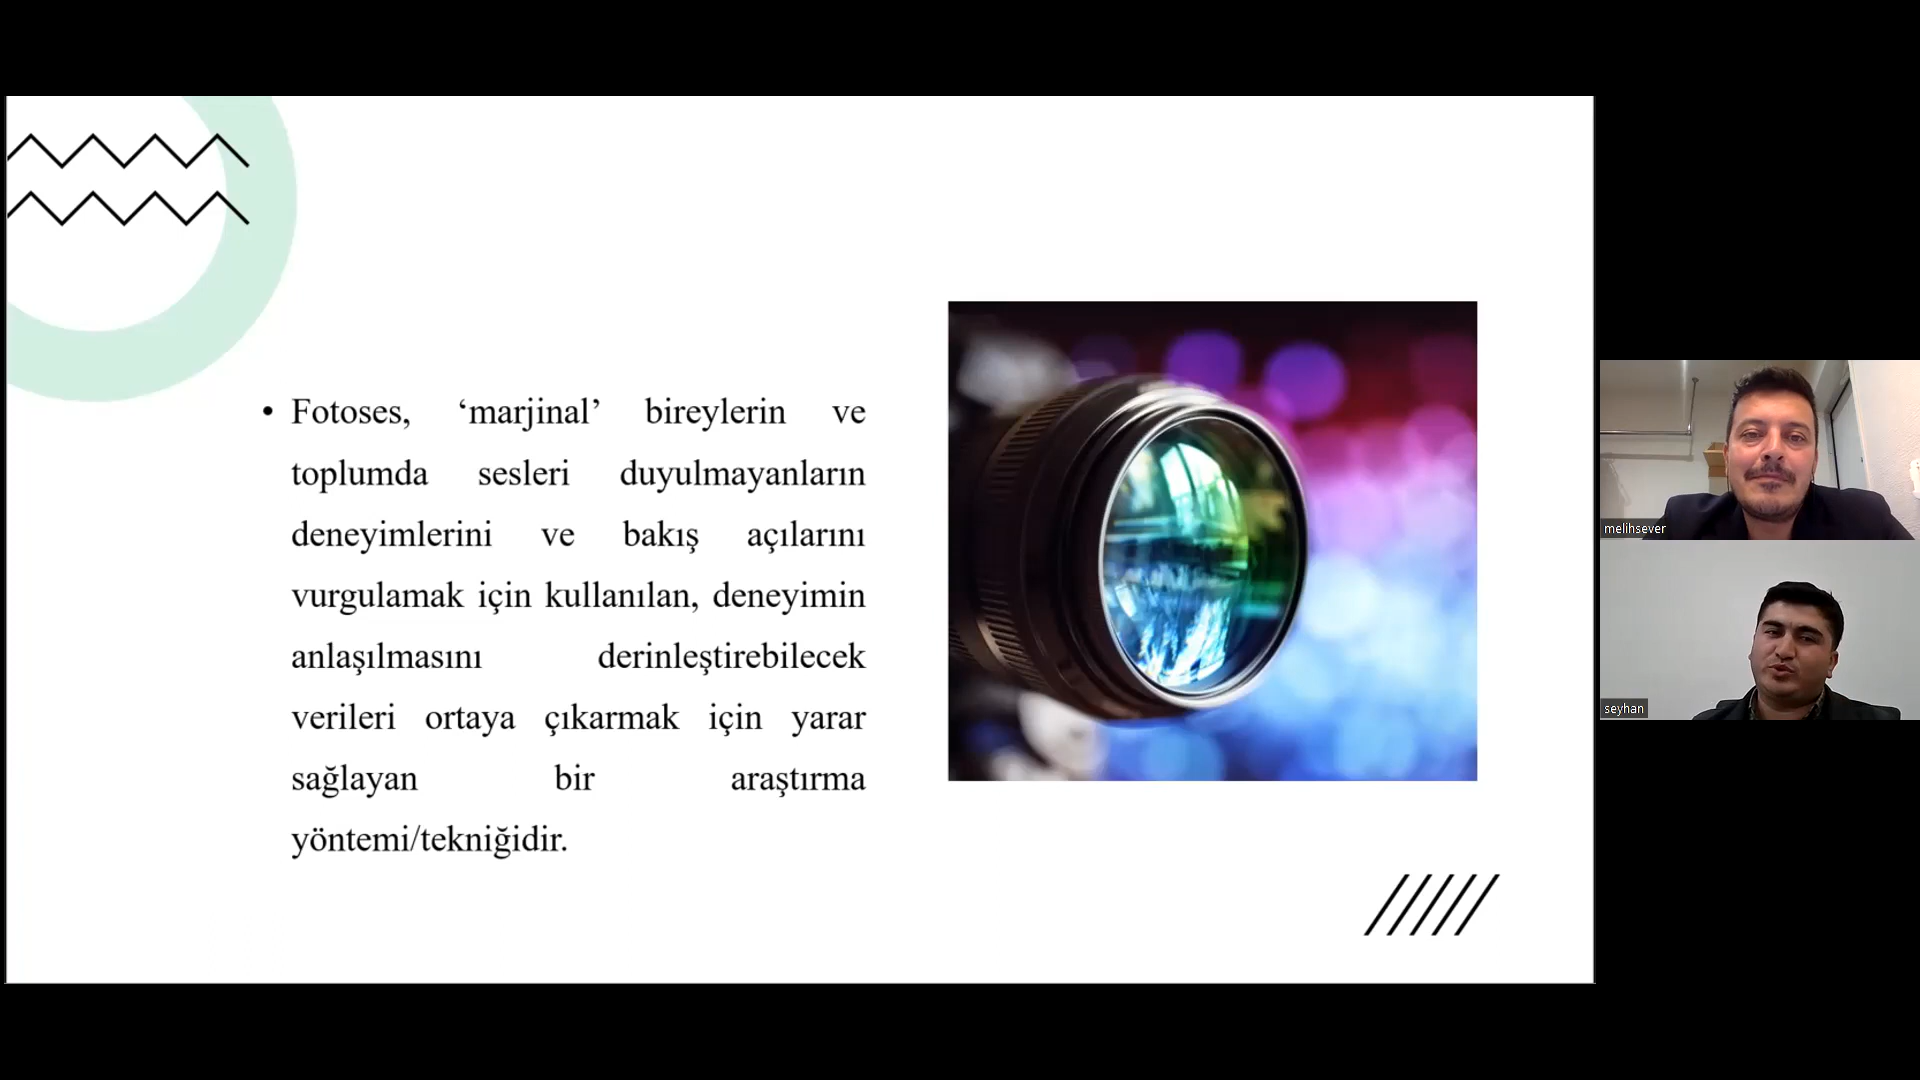 • Fotoses, ‘marjinal’ bireylerin ve
toplumda sesleri duyulmayanların
deneyimlerini ve bakış açılarını
vurgulamak için kullanılan, deneyimin
anlaşılmasını derinleştirebilecek
verileri ortaya çıkarmak için yarar
sağlayan bir araştırma
yöntemi/tekniğidir.
melihsever
seyhan